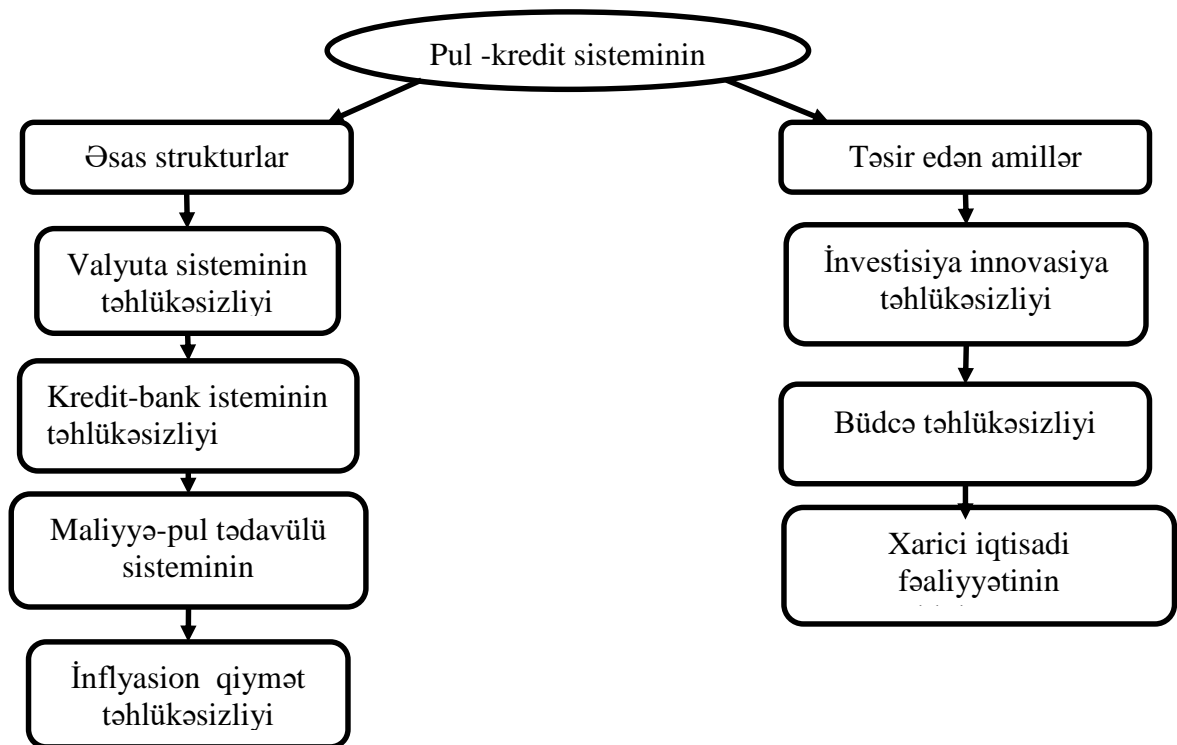 Pul -kredit sisteminin
Əsas strukturlar
Valyuta sisteminin
təhlükəsizliyi
Kredit-bank isteminin
təhlükəsizliyi
Maliyyə-pul tədavülü
sisteminin
İnflyasion qiymət
təhlükəsizliyi
Təsir edən amillər
İnvestisiya innovasiya
təhlükəsizliyi
Büdcə təhlükəsizliyi
Xarici iqtisadi
fəaliyyətinin